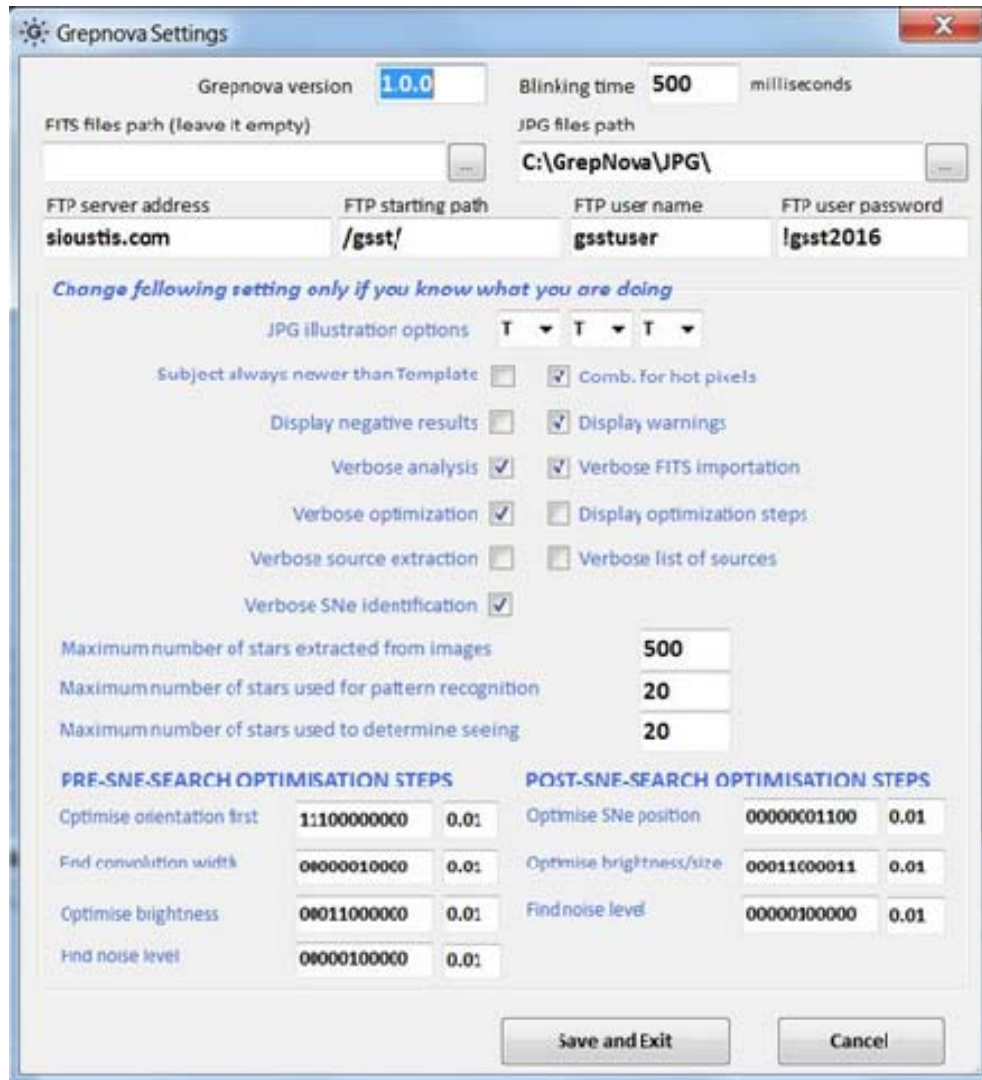 Grepnova Settings
Grepnova version 1.0.0 Blinking time 500 milliseconds
FITS files path (leave it empty) JPG files path
... C:\GrepNova\JPG\ ...
FTP server address FTP starting path FTP user name FTP user password
sioustis.com /gsst/ gsstuser !gsst2016
Change following setting only if you know what you are doing
JPG illustration options T T T
Subject always newer than Template Comb. for hot pixels
Display negative results Display warnings
Verbose analysis Verbose FITS importation
Verbose optimization Display optimization steps
Verbose source extraction Verbose list of sources
Verbose SNe identification
Maximum number of stars extracted from images 500
Maximum number of stars used for pattern recognition 20
Maximum number of stars used to determine seeing 20
PRE-SNE-SEARCH OPTIMISATION STEPS POST-SNE-SEARCH OPTIMISATION STEPS
Optimise orientation first 11100000000 0.01 Optimise SNe position 00000001100 0.01
Find convolution width 00000010000 0.01 Optimise brightness/size 00011000011 0.01
Optimise brightness 00011000000 0.01 Find noise level 00000100000 0.01
Find noise level 00000100000 0.01
Save and Exit Cancel